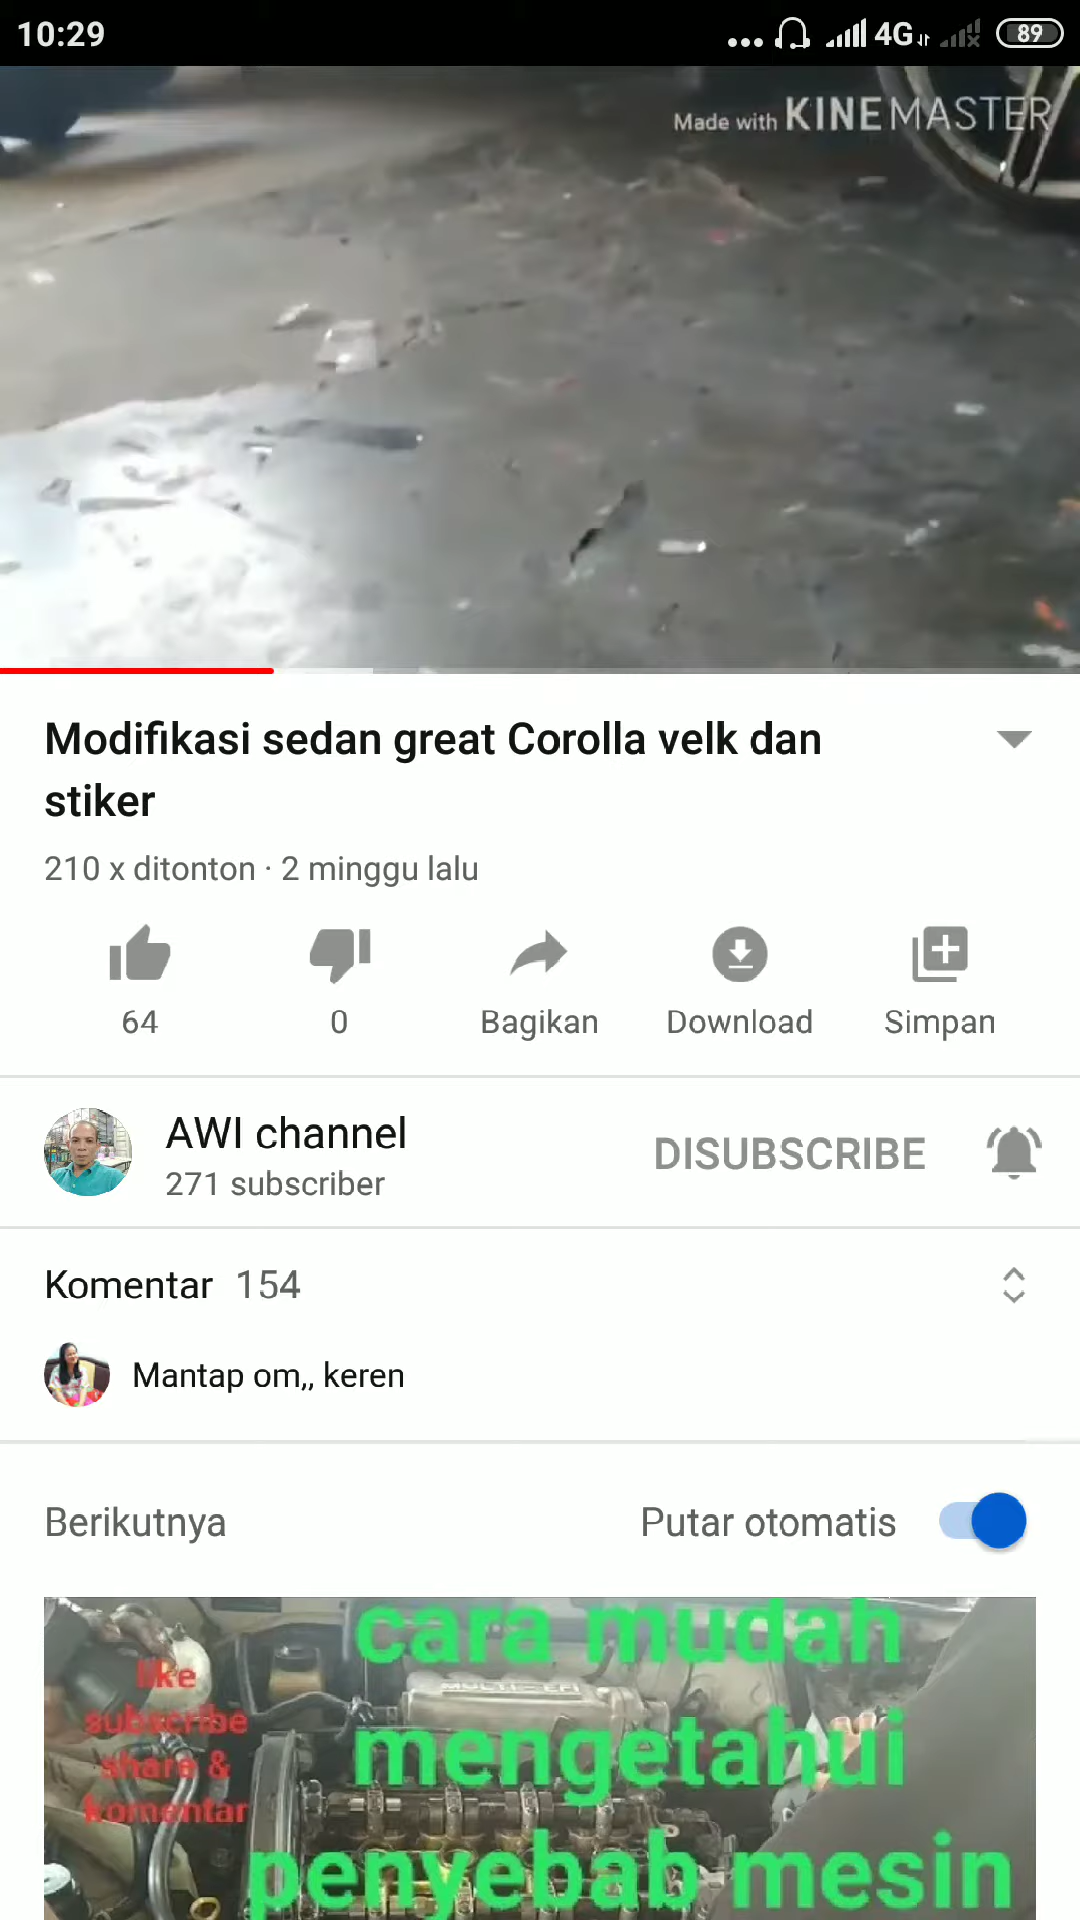 10:29
4G
89
Made with KINEMASTER
Modifikasi sedan great Corolla velk dan
stiker
210 x ditonton · 2 minggu lalu
64
0
Bagikan
Download
Simpan
AWI channel
271 subscriber
DISUBSCRIBE
Komentar 154
Mantap om,, keren
Berikutnya
Putar otomatis
cara mudah
mengetahui
penyebab mesin
like
subscribe
share &
komentar
MULTI-EFI